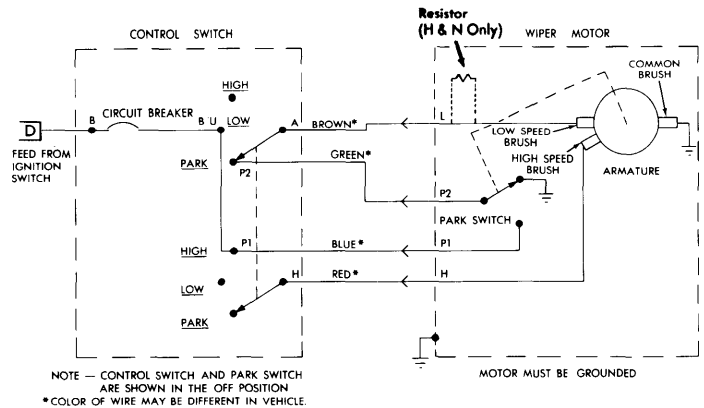 CONTROL SWITCH
Resistor
(H & N Only)
WIPER MOTOR
HIGH
COMMON
BRUSH
B
CIRCUIT BREAKER
B U
LOW
A
BROWN*
L
LOW SPEED
BRUSH
D
FEED FROM
IGNITION
SWITCH
PARK
P2
GREEN*
HIGH SPEED
BRUSH
ARMATURE
P2
PARK SWITCH
HIGH
P1
BLUE*
P1
LOW
H
RED*
H
PARK
NOTE — CONTROL SWITCH AND PARK SWITCH
ARE SHOWN IN THE OFF POSITION
*COLOR OF WIRE MAY BE DIFFERENT IN VEHICLE.
MOTOR MUST BE GROUNDED